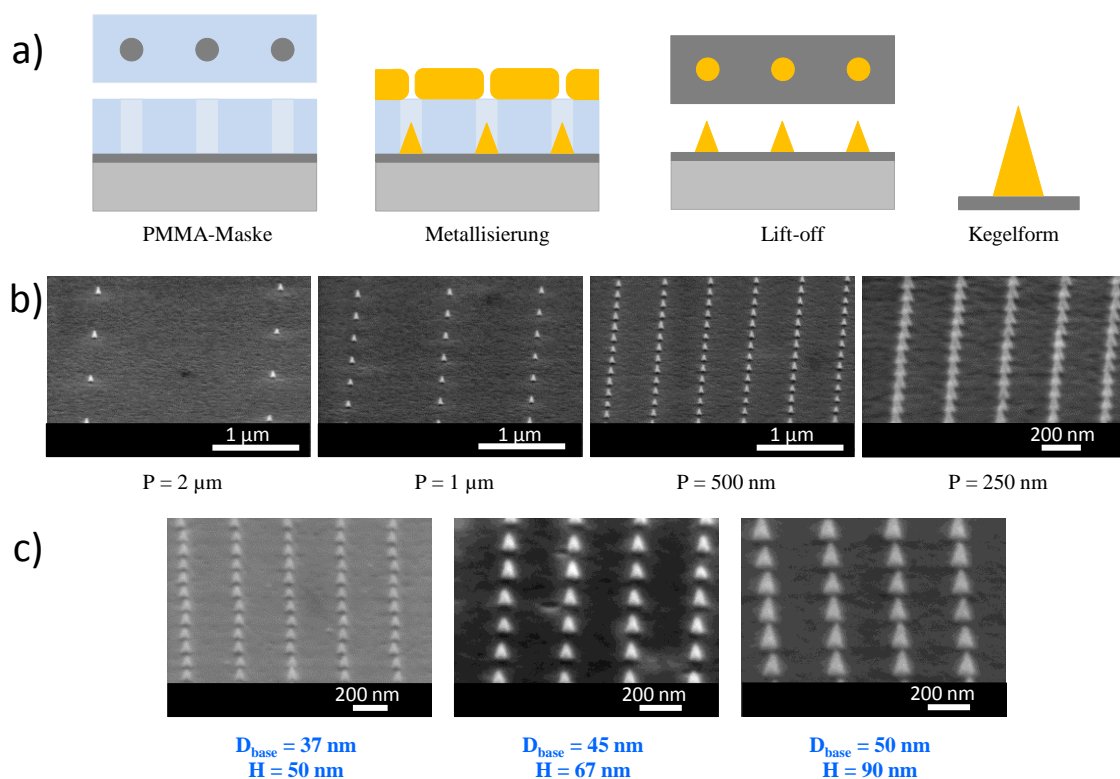 a)
PMMA-Maske
Metallisierung
Lift-off
Kegelform
b)
1 µm
1 µm
1 µm
200 nm
P = 2 µm
P = 1 µm
P = 500 nm
P = 250 nm
c)
200 nm
200 nm
200 nm
D_base = 37 nm
H = 50 nm
D_base = 45 nm
H = 67 nm
D_base = 50 nm
H = 90 nm